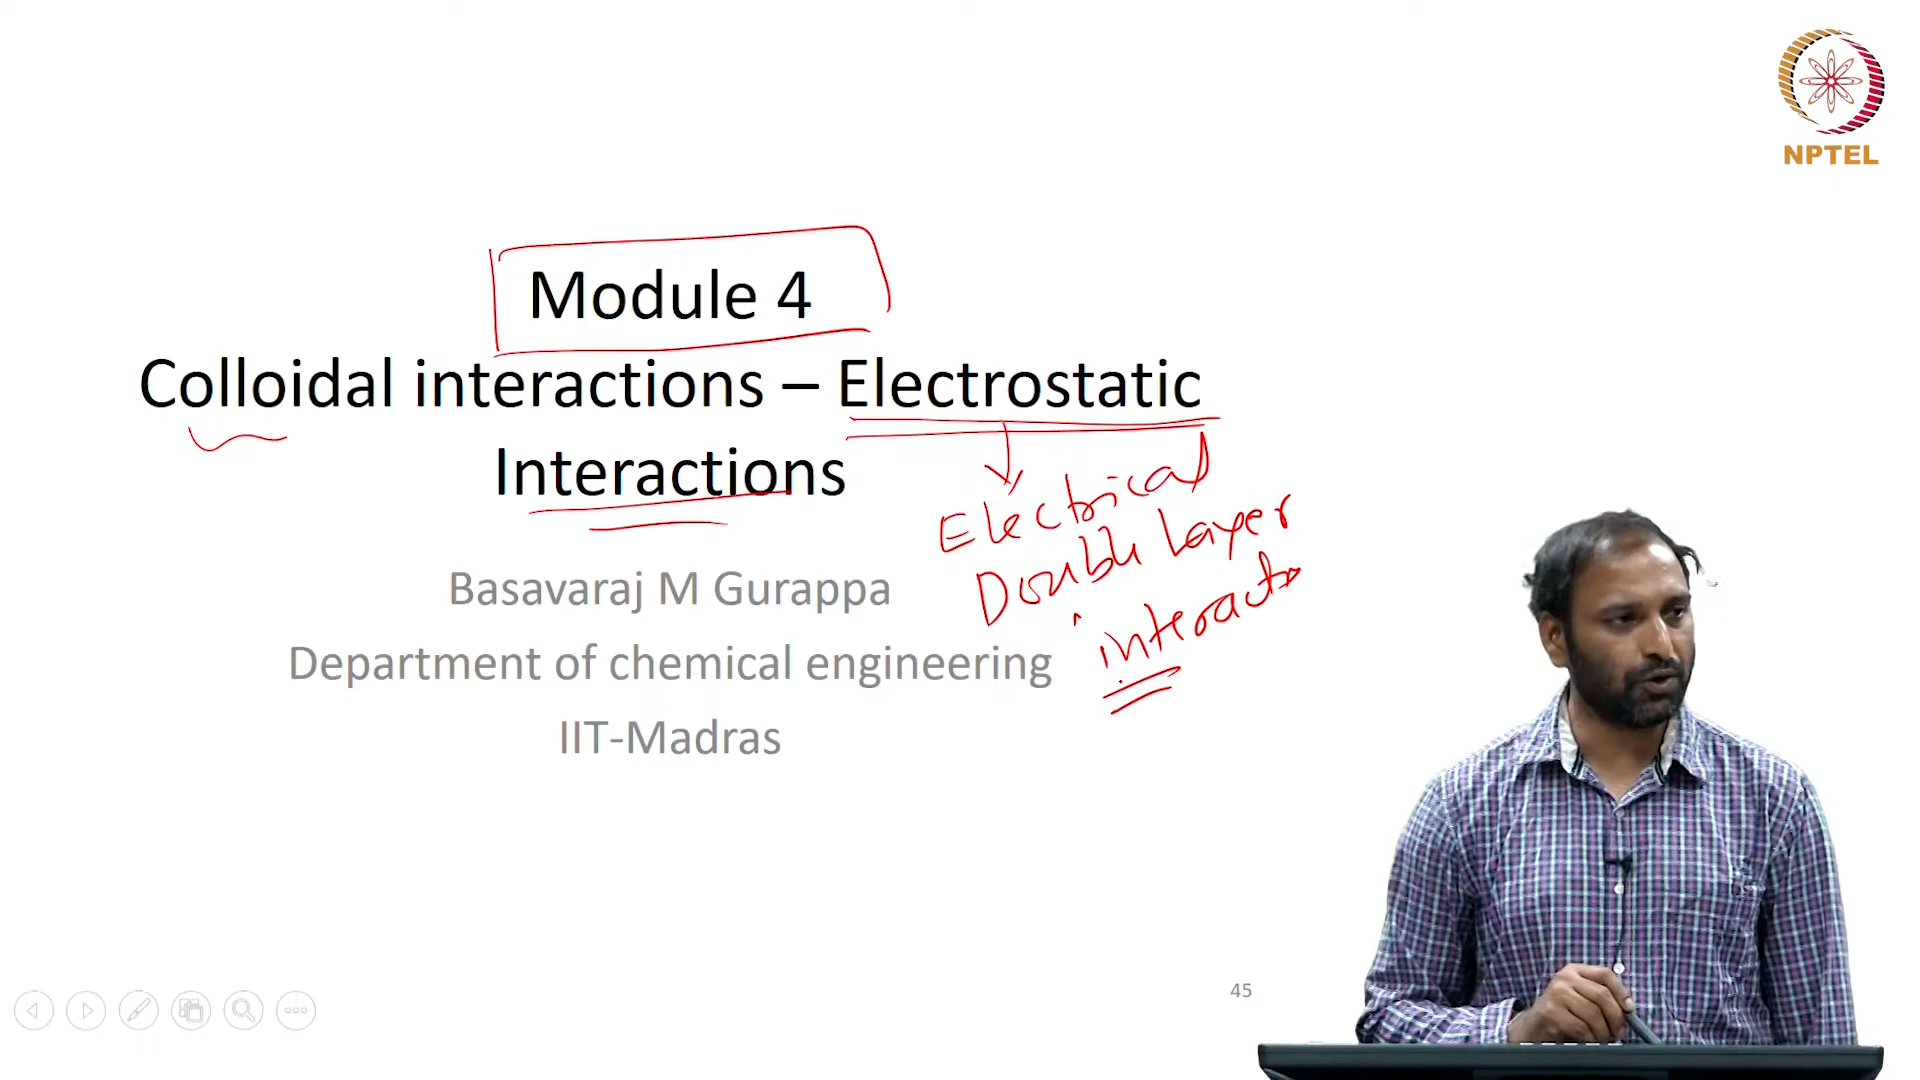 NPTEL
Module 4
Colloidal interactions – Electrostatic
Interactions
Electrical
Double Layer
Basavaraj M Gurappa
Department of chemical engineering
IIT-Madras
45